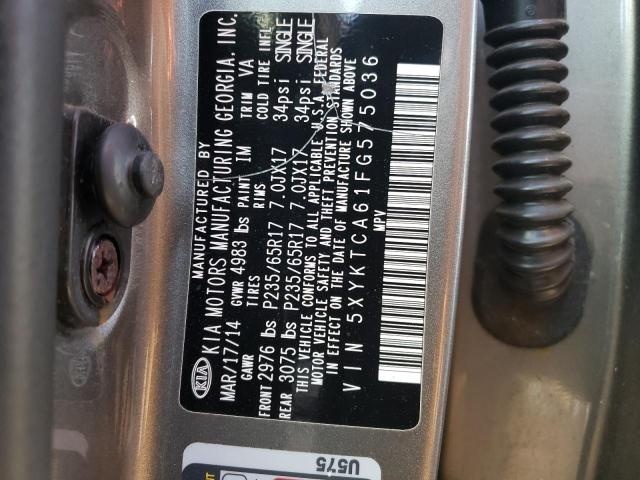 MANUFACTURED BY
KIA KIA MOTORS MANUFACTURING GEORGIA, INC.
MAR/17/14 GVWR 4983 lbs PAINT IM TRIM VA
GAWR TIRES RIMS COLD TIRE INFL
FRONT 2976 lbs P235/65R17 7.0JX17 34psi SINGLE
REAR 3075 lbs P235/65R17 7.0JX17 34psi SINGLE
THIS VEHICLE CONFORMS TO ALL APPLICABLE U.S.A. FEDERAL
MOTOR VEHICLE SAFETY AND THEFT PREVENTION STANDARDS
IN EFFECT ON THE DATE OF MANUFACTURE SHOWN ABOVE
VIN 5XYKTCA61FG575036
MPV
U575